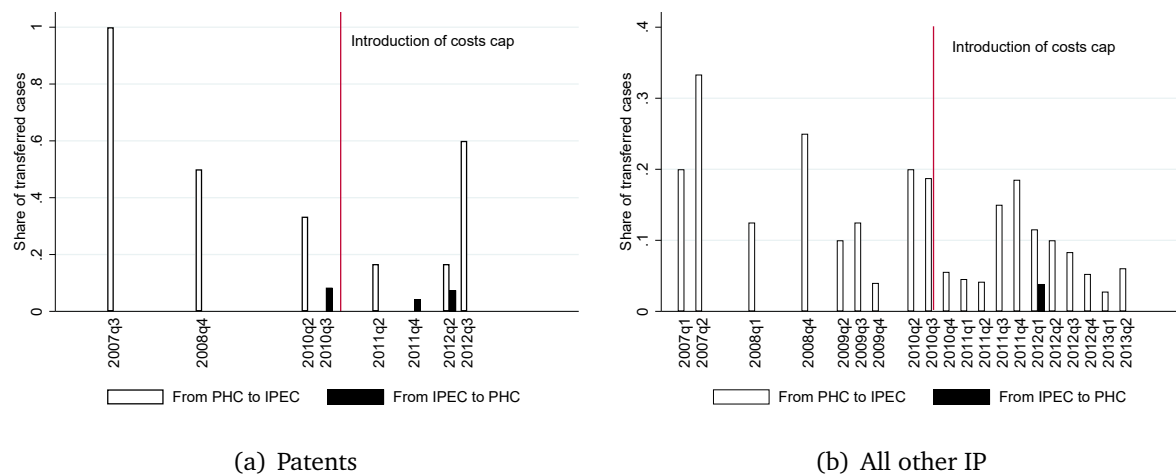 Share of transferred cases
1
.8
.6
.4
.2
0
Introduction of costs cap
2007q3
2008q4
2010q2
2010q3
2011q2
2011q4
2012q2
2012q3
From PHC to IPEC
From IPEC to PHC
(a) Patents
Share of transferred cases
.4
.3
.2
.1
0
Introduction of costs cap
2007q1
2007q2
2008q1
2008q4
2009q2
2009q3
2009q4
2010q2
2010q3
2010q4
2011q1
2011q2
2011q3
2011q4
2012q1
2012q2
2012q3
2012q4
2013q1
2013q2
From PHC to IPEC
From IPEC to PHC
(b) All other IP